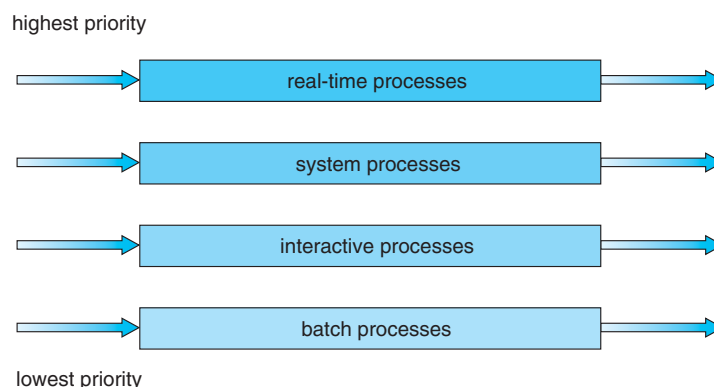 highest priority
real-time processes
system processes
interactive processes
batch processes
lowest priority